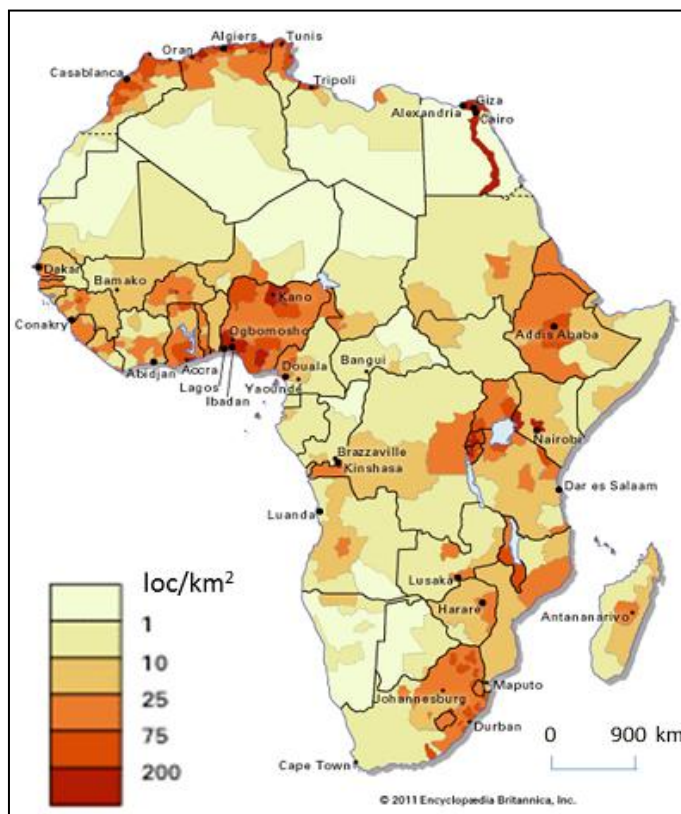 Algiers
Tunis
Oran
Casablanca
Tripoli
Alexandria
Giza
Cairo
Dakar
Bamako
Kano
Conakry
Ogbomosho
Addis Ababa
Abidjan
Accra
Lagos
Ibadan
Douala
Yaoundé
Bangui
Nairobi
Brazzaville
Kinshasa
Dar es Salaam
Luanda
Lusaka
Harare
Antananarivo
Maputo
Johannesburg
Durban
Cape Town
loc/km²
1
10
25
75
200
0 900 km
© 2011 Encyclopædia Britannica, Inc.